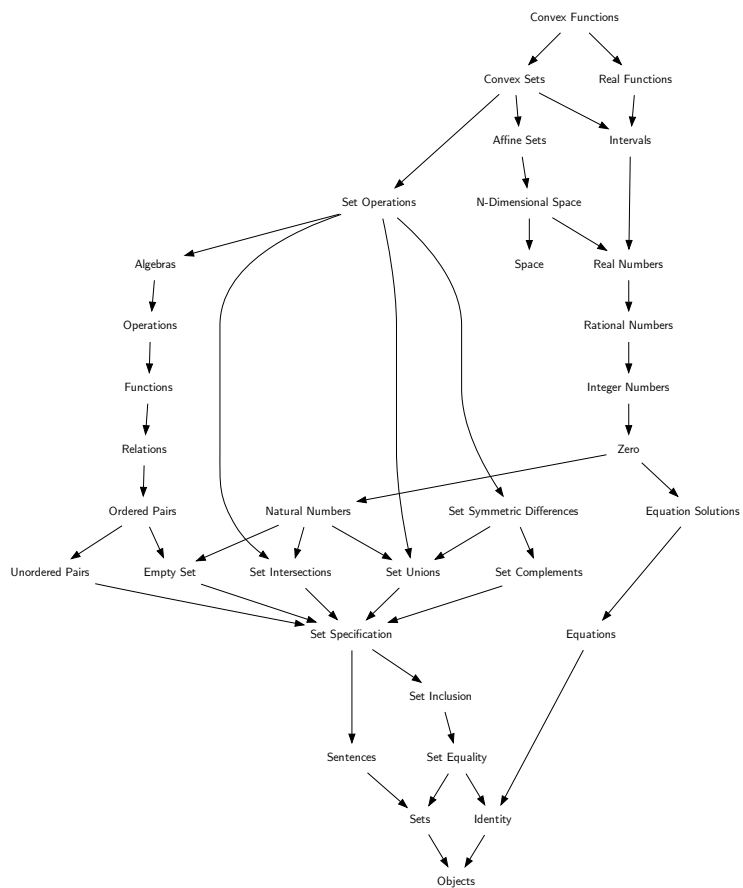 Convex Functions
Convex Sets
Real Functions
Affine Sets
Intervals
Set Operations
N-Dimensional Space
Algebras
Space
Real Numbers
Operations
Rational Numbers
Functions
Integer Numbers
Relations
Zero
Ordered Pairs
Natural Numbers
Set Symmetric Differences
Equation Solutions
Unordered Pairs
Empty Set
Set Intersections
Set Unions
Set Complements
Set Specification
Equations
Set Inclusion
Sentences
Set Equality
Sets
Identity
Objects